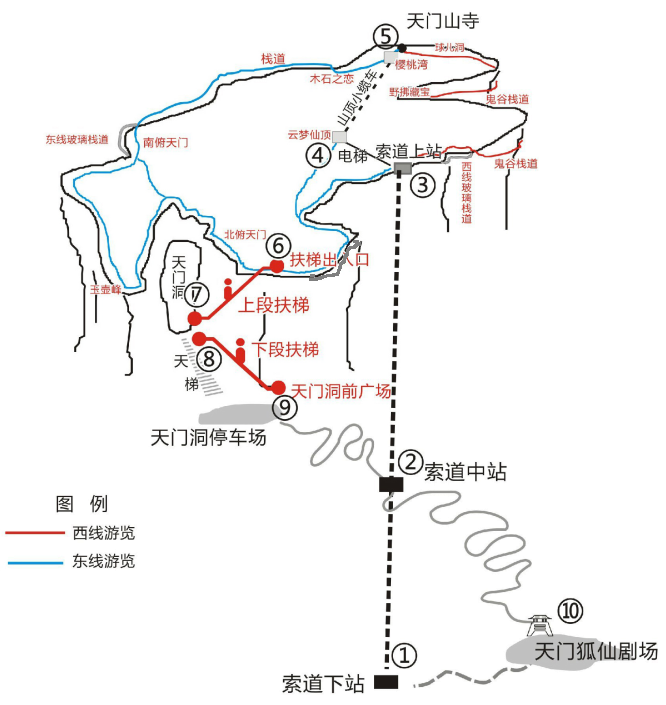 天门山寺
⑤
球儿洞
栈道
樱桃湾
木石之恋
山顶小缆车
野拂藏宝
鬼谷栈道
东线玻璃栈道
南俯天门
云梦仙顶
④
电梯
索道上站
③
鬼谷栈道
西线玻璃栈道
北俯天门
⑥
扶梯出入口
天门洞
⑦
玉壶峰
上段扶梯
下段扶梯
⑧
天梯
天门洞前广场
⑨
天门洞停车场
②
索道中站
图 例
西线游览
东线游览
⑩
天门狐仙剧场
①
索道下站